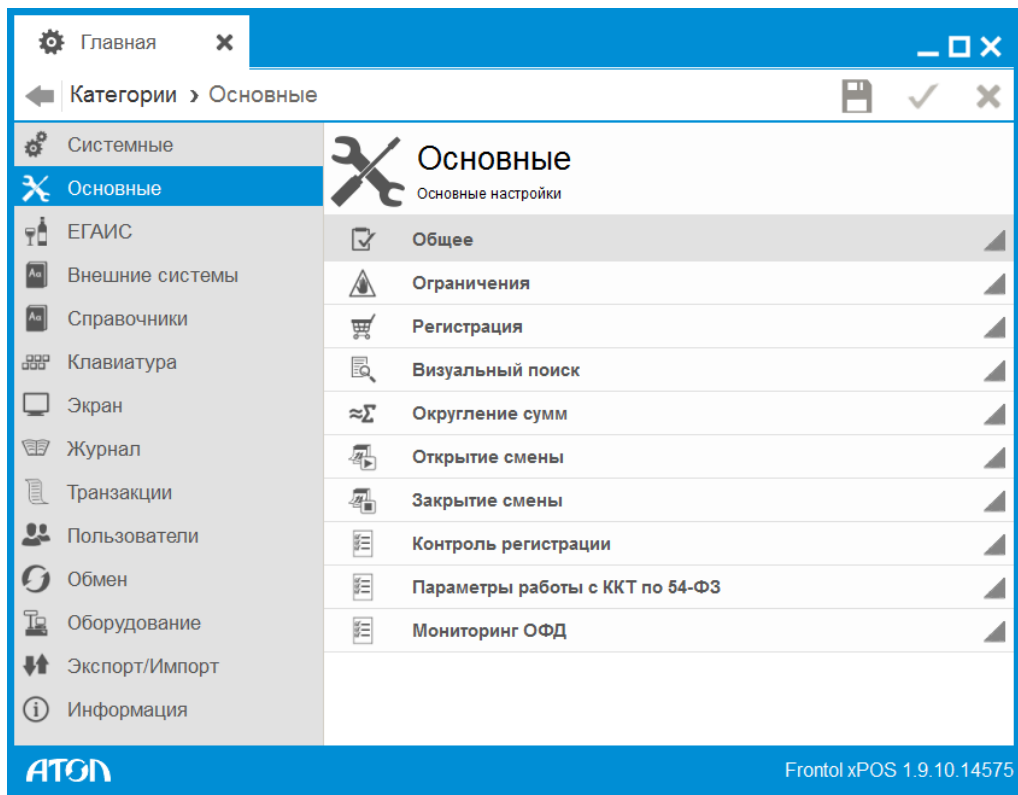 Главная
Категории › Основные
Системные
Основные
ЕГАИС
Внешние системы
Справочники
Клавиатура
Экран
Журнал
Транзакции
Пользователи
Обмен
Оборудование
Экспорт/Импорт
Информация
Основные
Основные настройки
Общее
Ограничения
Регистрация
Визуальный поиск
≈Σ Округление сумм
Открытие смены
Закрытие смены
Контроль регистрации
Параметры работы с ККТ по 54-ФЗ
Мониторинг ОФД
АТОЛ
Frontol xPOS 1.9.10.14575